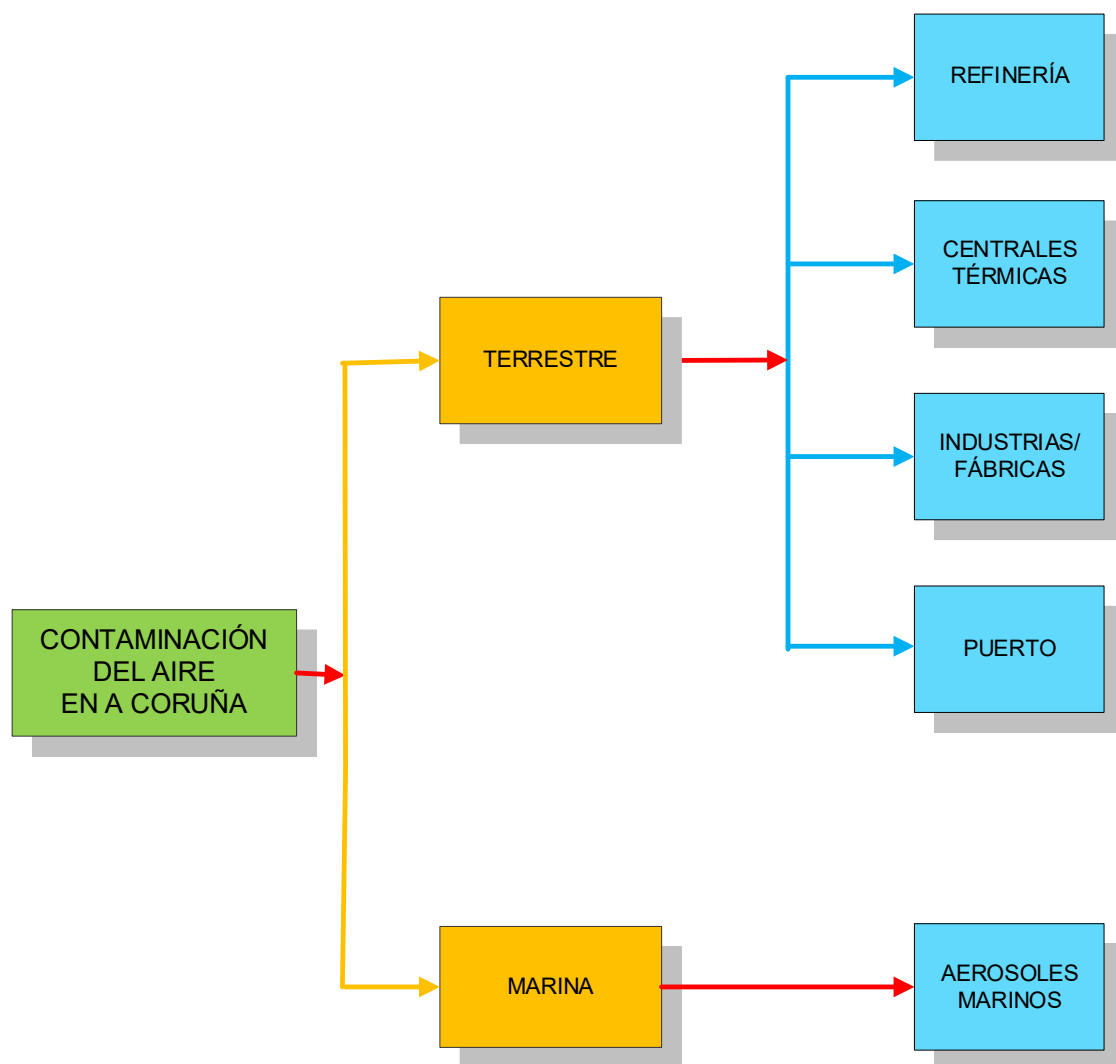 REFINERÍA
CENTRALES
TÉRMICAS
TERRESTRE
INDUSTRIAS/
FÁBRICAS
CONTAMINACIÓN
DEL AIRE
EN A CORUÑA
PUERTO
MARINA
AEROSOLES
MARINOS